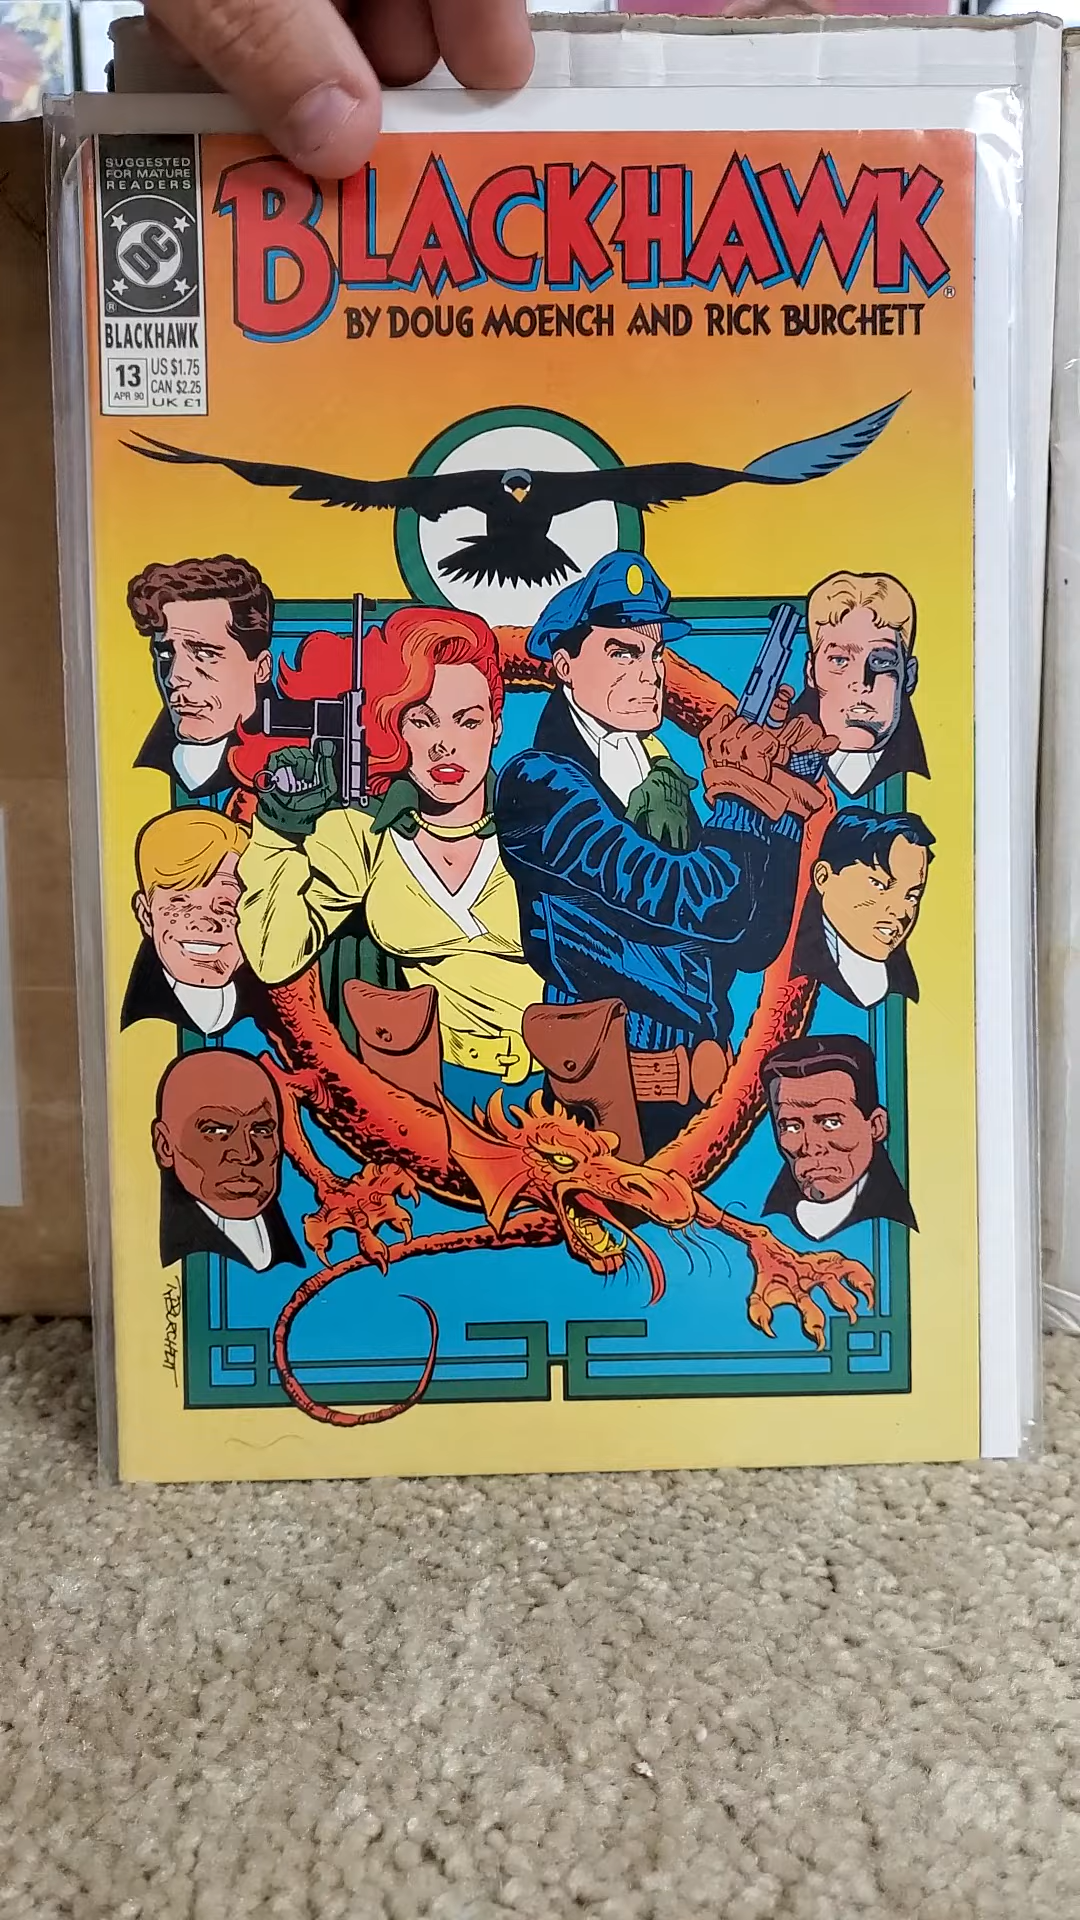 SUGGESTED
FOR MATURE
READERS
DC
®
BLACKHAWK
13
APR 90
US $1.75
CAN $2.25
UK £1
BLACKHAWK®
BY DOUG MOENCH AND RICK BURCHETT
RBURCHETT